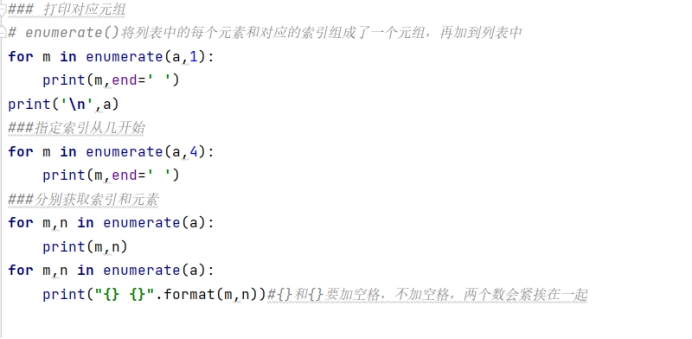 ### 打印对应元组
# enumerate()将列表中的每个元素和对应的索引组成了一个元组，再加到列表中
for m in enumerate(a,1):
    print(m,end=' ')
print('\n',a)
###指定索引从几开始
for m in enumerate(a,4):
    print(m,end=' ')
###分别获取索引和元素
for m,n in enumerate(a):
    print(m,n)
for m,n in enumerate(a):
    print("{} {}".format(m,n))#{}和{}要加空格，不加空格，两个数会紧挨在一起